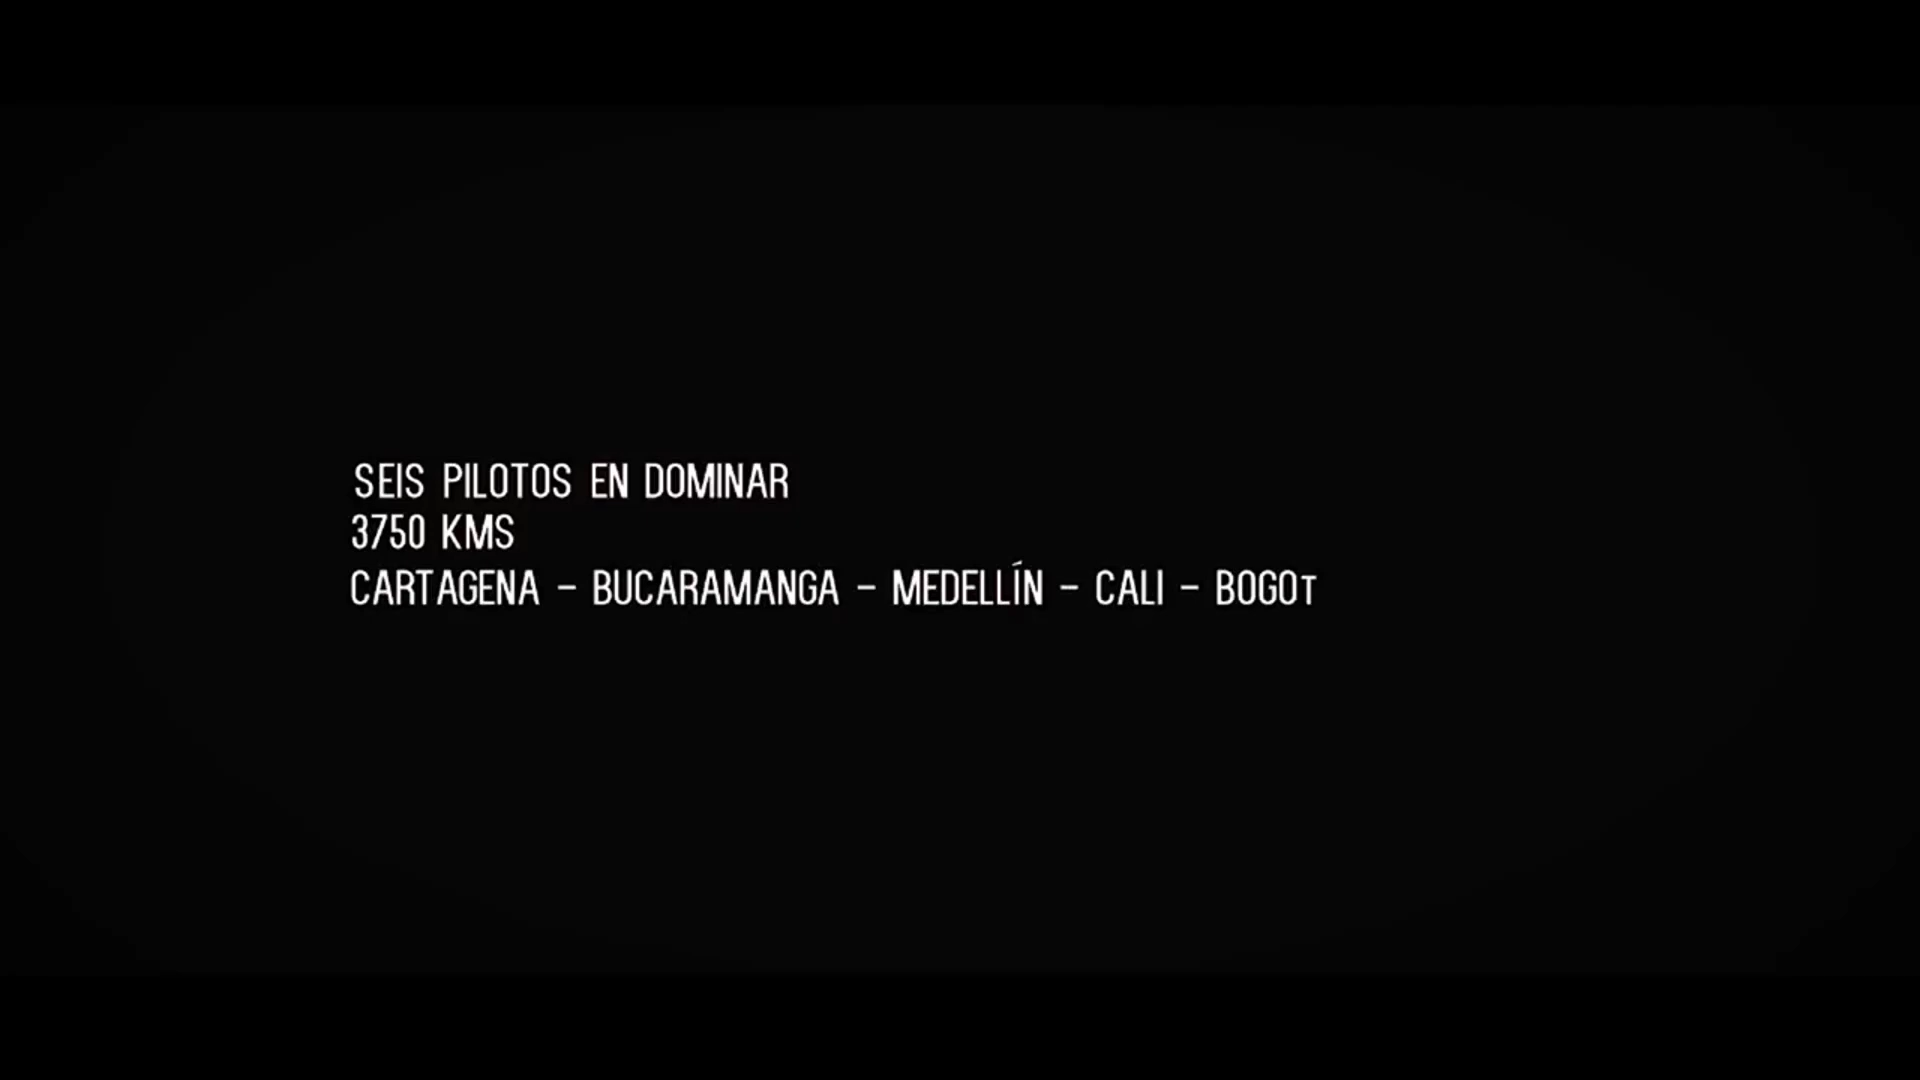 SEIS PILOTOS EN DOMINAR
3750 KMS
CARTAGENA - BUCARAMANGA - MEDELLÍN - CALI - BOGOT